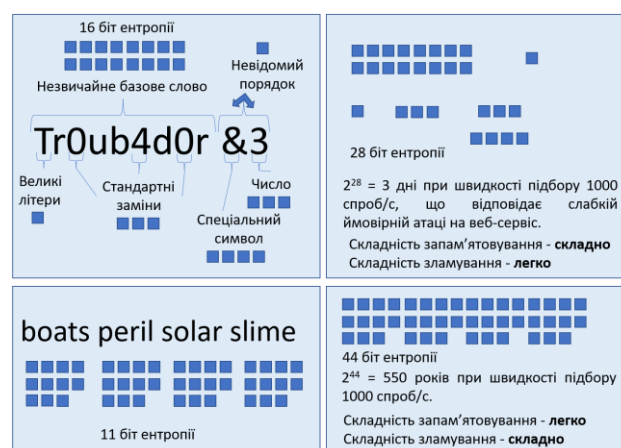 16 біт ентропії
Незвичайне базове слово
Невідомий
порядок
Tr0ub4d0r &3
Великі
літери
Стандартні
заміни
Число
Спеціальний
символ
28 біт ентропії
2²⁸ = 3 дні при швидкості підбору 1000
спроб/с, що відповідає слабкій
ймовірній атаці на веб-сервіс.
Складність запам’ятовування - складно
Складність зламування - легко
boats peril solar slime
11 біт ентропії
44 біт ентропії
2⁴⁴ = 550 років при швидкості підбору
1000 спроб/с.
Складність запам’ятовування - легко
Складність зламування - складно